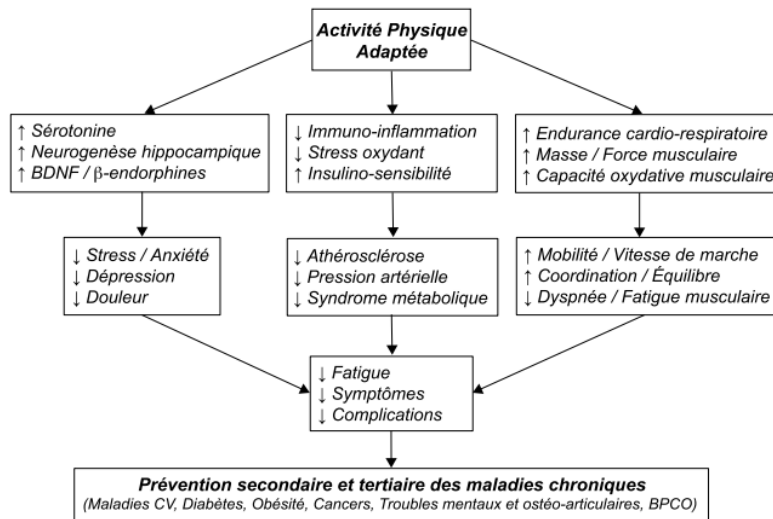 Activité Physique
Adaptée
↑ Sérotonine
↑ Neurogenèse hippocampique
↑ BDNF / β-endorphines
↓ Immuno-inflammation
↓ Stress oxydant
↑ Insulino-sensibilité
↑ Endurance cardio-respiratoire
↑ Masse / Force musculaire
↑ Capacité oxydative musculaire
↓ Stress / Anxiété
↓ Dépression
↓ Douleur
↓ Athérosclérose
↓ Pression artérielle
↓ Syndrome métabolique
↑ Mobilité / Vitesse de marche
↑ Coordination / Équilibre
↓ Dyspnée / Fatigue musculaire
↓ Fatigue
↓ Symptômes
↓ Complications
Prévention secondaire et tertiaire des maladies chroniques
(Maladies CV, Diabètes, Obésité, Cancers, Troubles mentaux et ostéo-articulaires, BPCO)